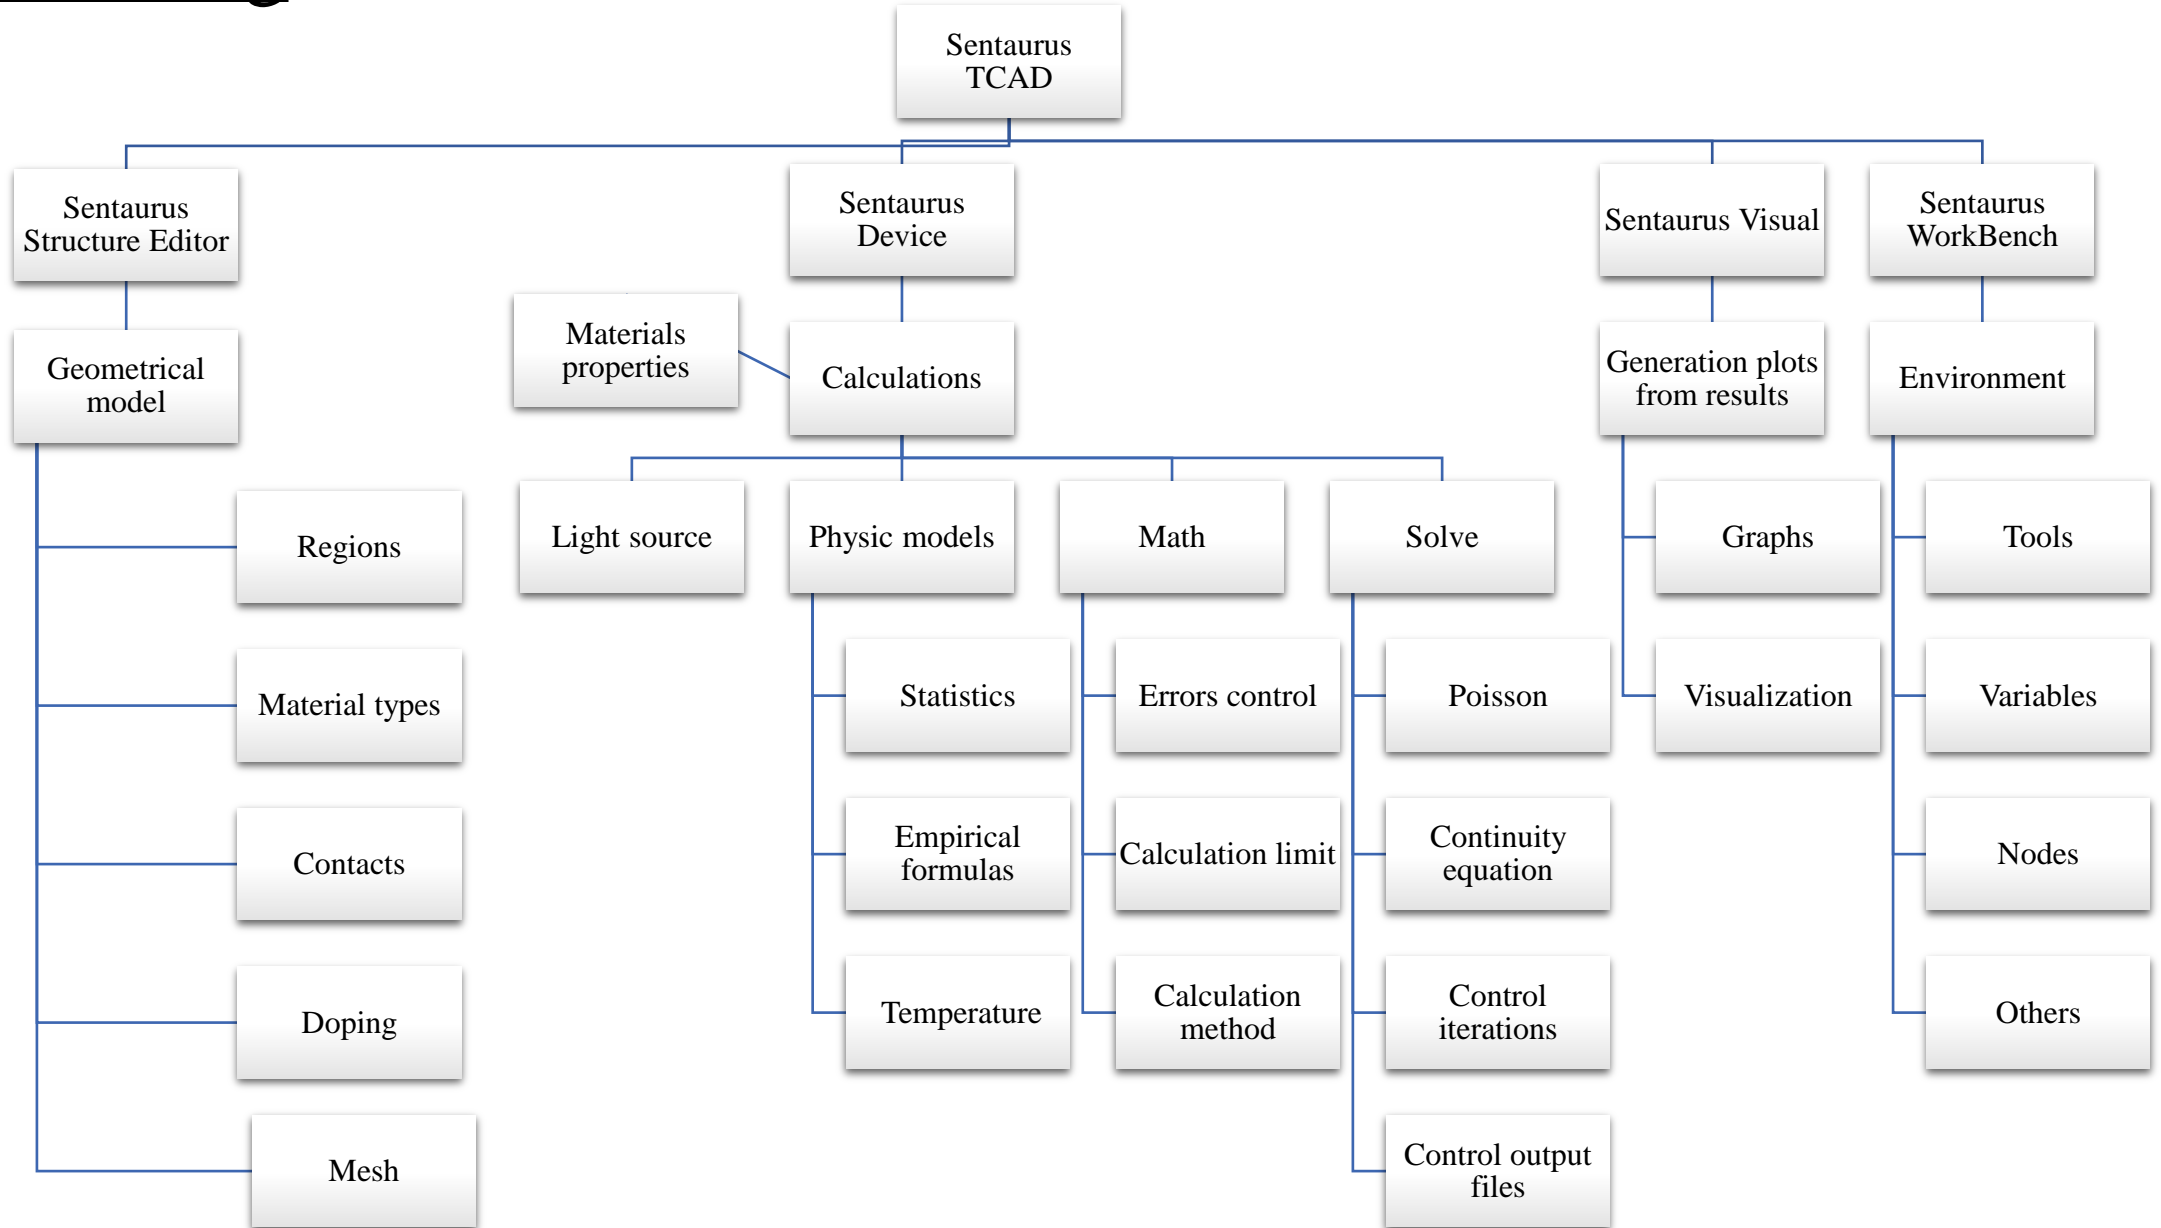 Sentaurus
TCAD
Sentaurus
Structure Editor
Sentaurus
Device
Sentaurus Visual
Sentaurus
WorkBench
Geometrical
model
Materials
properties
Calculations
Generation plots
from results
Environment
Regions
Material types
Contacts
Doping
Mesh
Light source
Physic models
Math
Solve
Statistics
Empirical
formulas
Temperature
Errors control
Calculation limit
Calculation
method
Poisson
Continuity
equation
Control
iterations
Control output
files
Graphs
Visualization
Tools
Variables
Nodes
Others